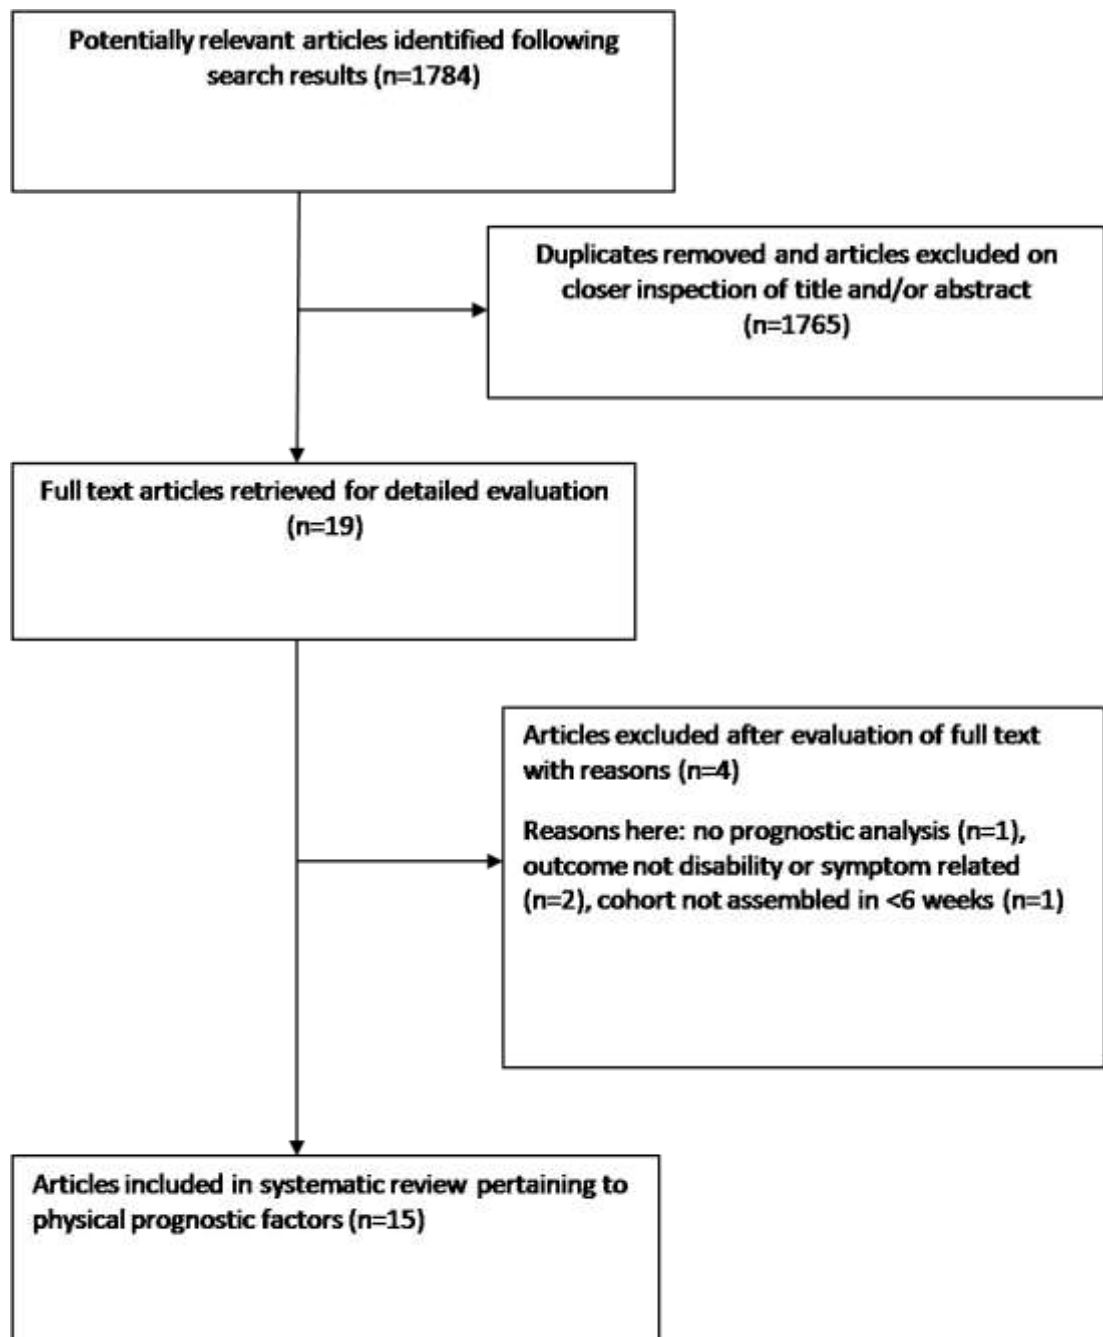 Potentially relevant articles identified following
search results (n=1784)
Duplicates removed and articles excluded on
closer inspection of title and/or abstract
(n=1765)
Full text articles retrieved for detailed evaluation
(n=19)
Articles excluded after evaluation of full text
with reasons (n=4)
Reasons here: no prognostic analysis (n=1),
outcome not disability or symptom related
(n=2), cohort not assembled in <6 weeks (n=1)
Articles included in systematic review pertaining to
physical prognostic factors (n=15)